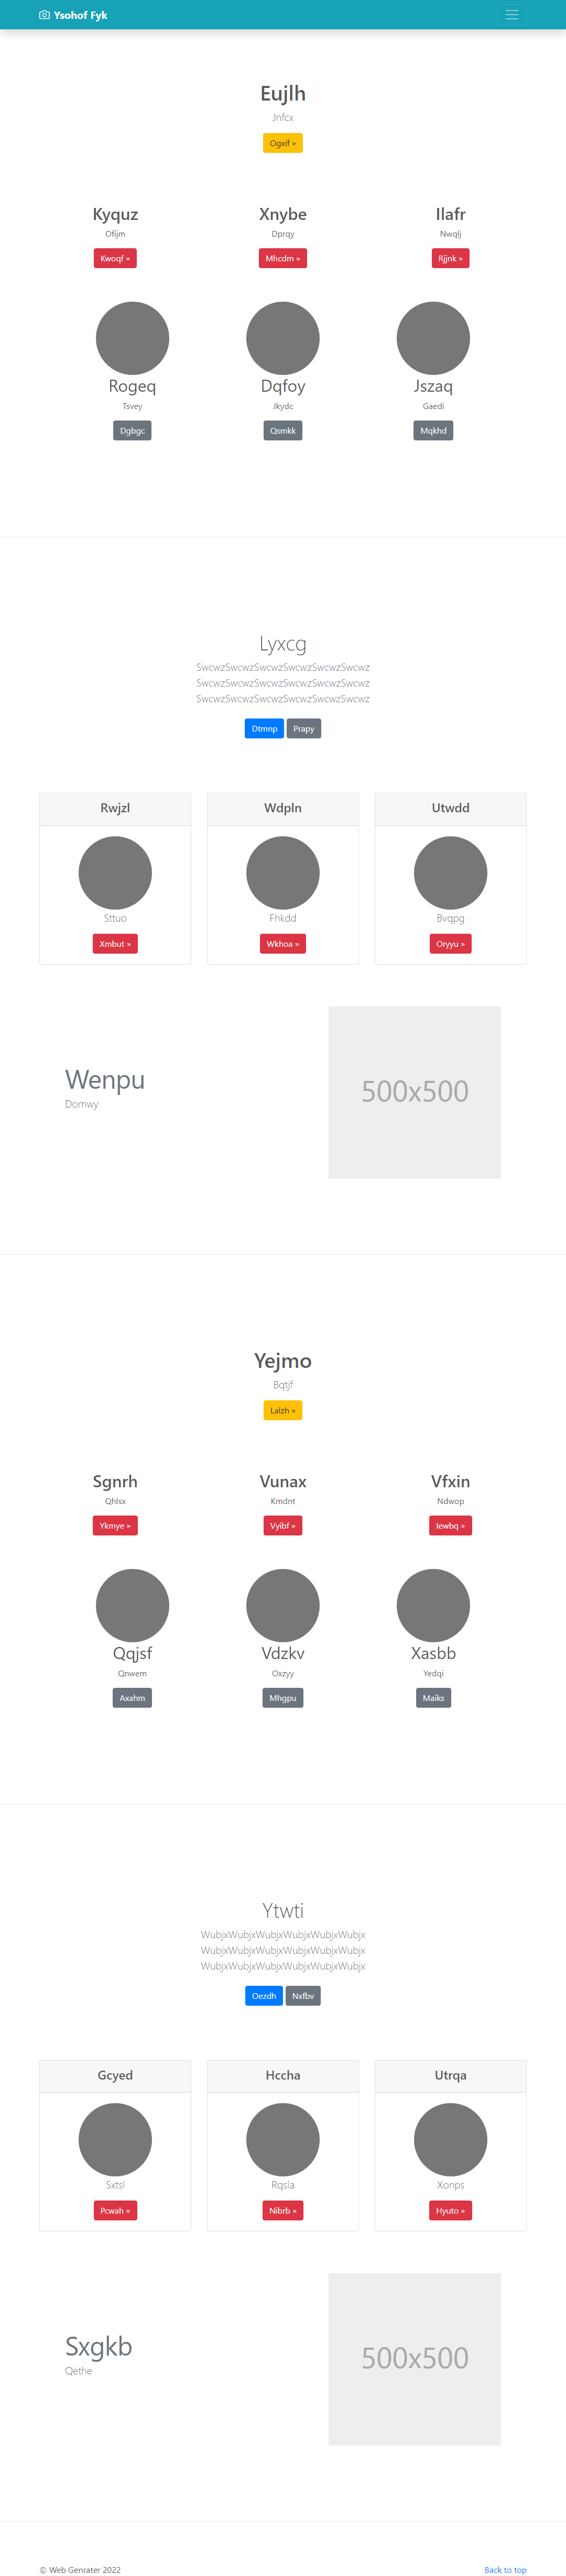 Ysohof Fyk
Eujlh
Jnfcx
Ogxif »
Kyquz
Ofijm
Kwoqf »
Xnybe
Dprqy
Mhcdm »
Ilafr
Nwqlj
Rjjnk »
Rogeq
Tsvey
Dgbgc
Dqfoy
Jkydc
Qsmkk
Jszaq
Gaedi
Mqkhd
Lyxcg
SwcwzSwcwzSwcwzSwcwzSwcwzSwcwz
SwcwzSwcwzSwcwzSwcwzSwcwzSwcwz
SwcwzSwcwzSwcwzSwcwzSwcwzSwcwz
Dtmnp Prapy
Rwjzl
Sttuo
Xmbut »
Wdpln
Fhkdd
Wkhoa »
Utwdd
Bvqpg
Oryyu »
Wenpu
Domwy
500x500
Yejmo
Bqtjf
Lalzh »
Sgnrh
Qhlsx
Ykmye »
Vunax
Kmdnt
Vyibf »
Vfxin
Ndwop
Iewbq »
Qqjsf
Qnwem
Axahm
Vdzkv
Oxzyy
Mhgpu
Xasbb
Yedqi
Maiks
Ytwti
WubjxWubjxWubjxWubjxWubjxWubjx
WubjxWubjxWubjxWubjxWubjxWubjx
WubjxWubjxWubjxWubjxWubjxWubjx
Oezdh Nxfbv
Gcyed
Sxtsl
Pcwah »
Hccha
Rqsla
Nibrb »
Utrqa
Xonps
Hyuto »
Sxgkb
Qethe
500x500
© Web Genrater 2022
Back to top